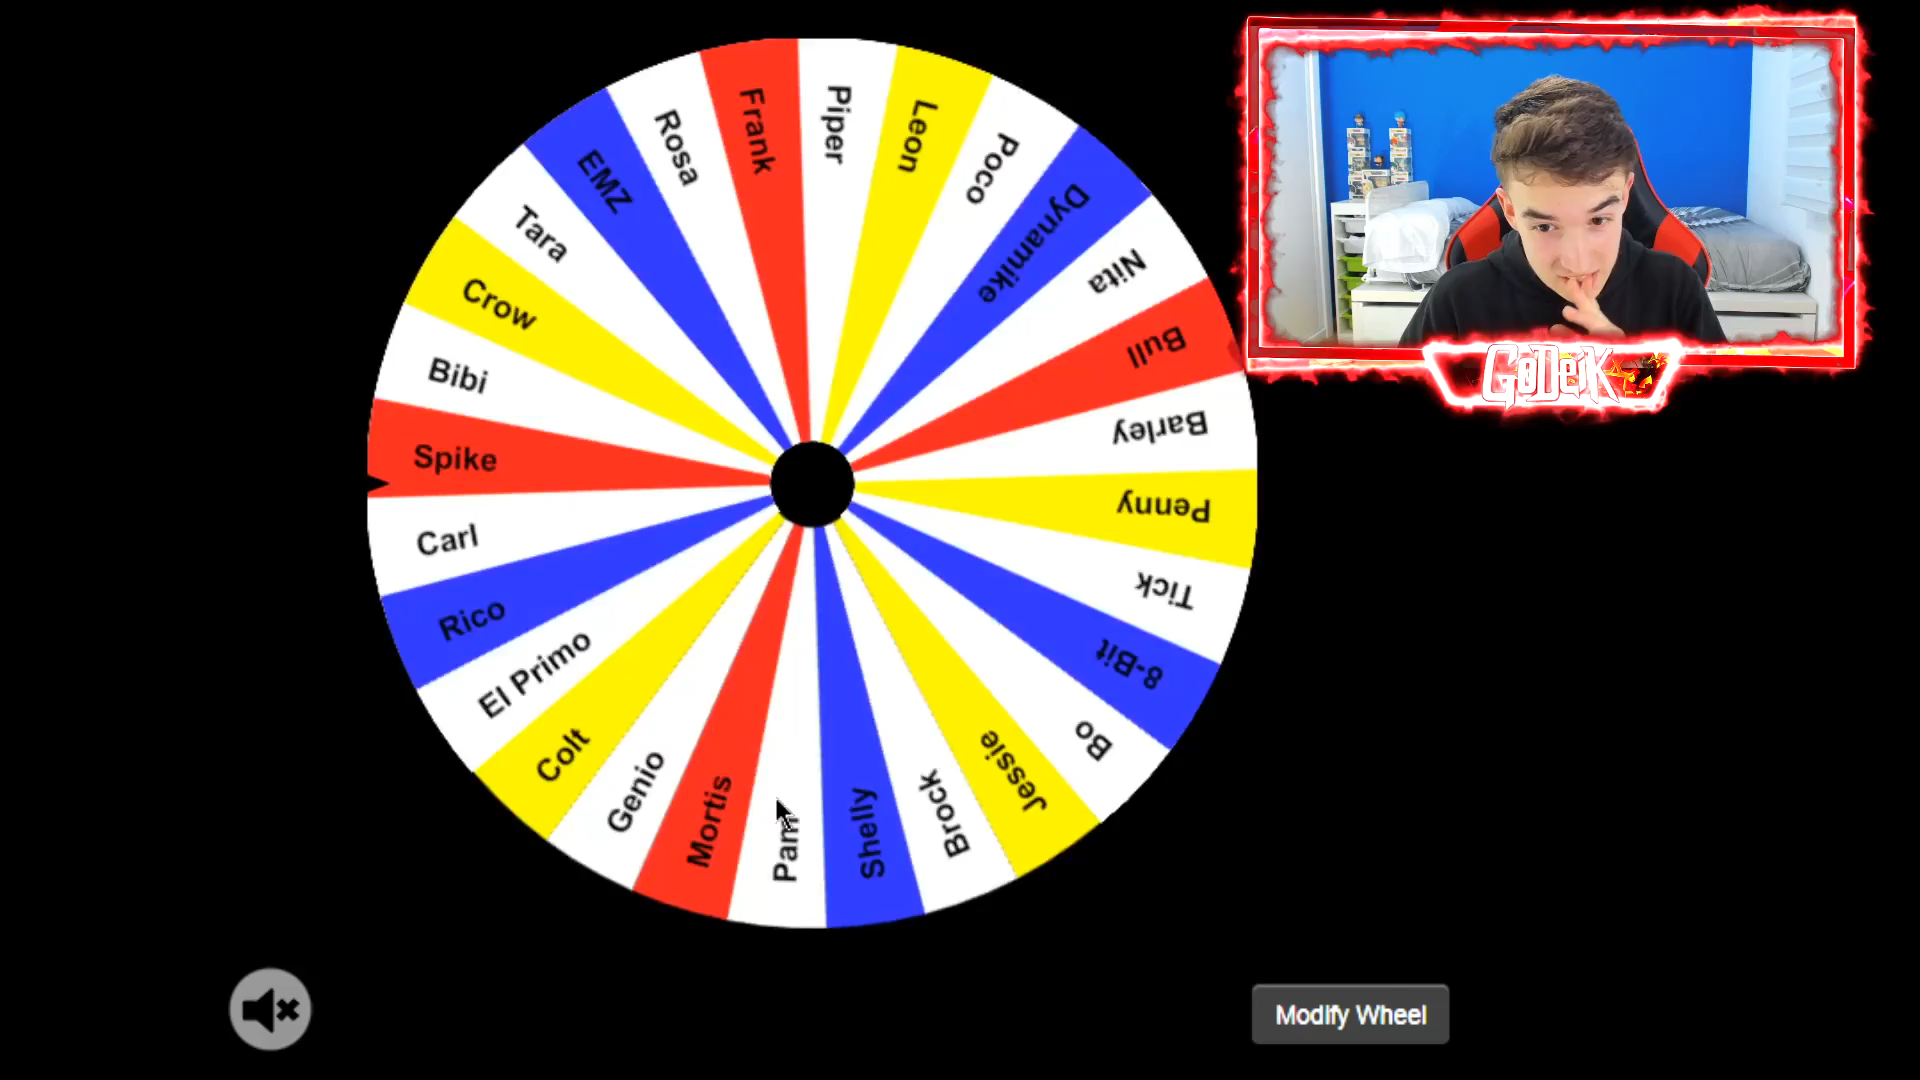 Piper
Leon
Poco
Dynamike
Nita
Bull
Barley
Penny
Tick
8-Bit
Bo
Jessie
Brock
Shelly
Pam
Mortis
Genio
Colt
El Primo
Rico
Carl
Spike
Bibi
Crow
Tara
EMZ
Rosa
Frank
GoDeiK
Modify Wheel